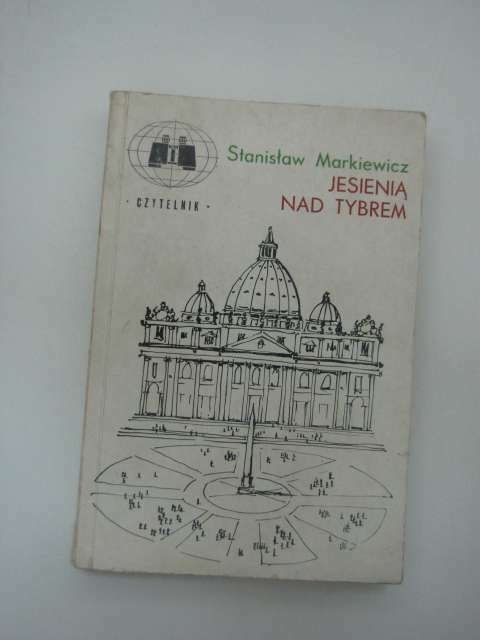 Stanisław Markiewicz
JESIENIĄ
NAD TYBREM
· CZYTELNIK ·